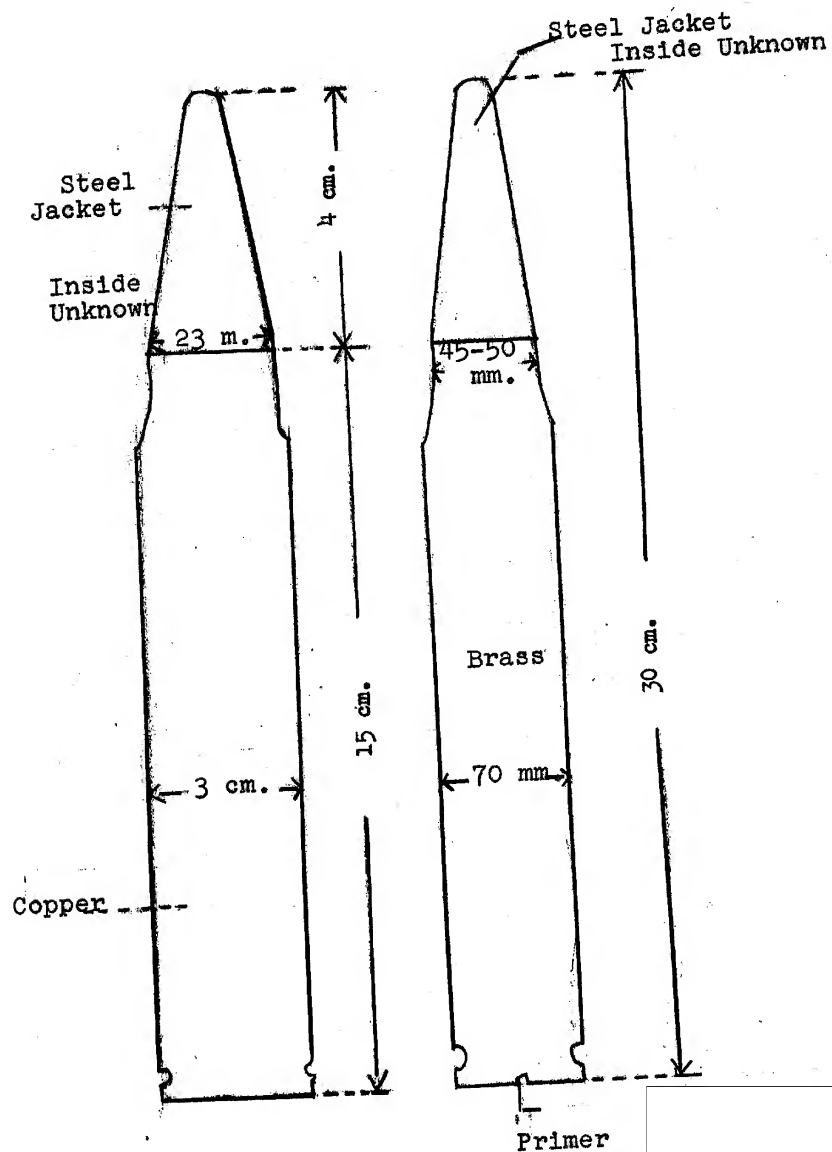 Steel Jacket
Inside Unknown
Steel
Jacket
4 cm.
Inside
Unknown
23 m.
45-50
mm.
Brass
30 cm.
15 cm.
3 cm.
70 mm.
Copper
Primer